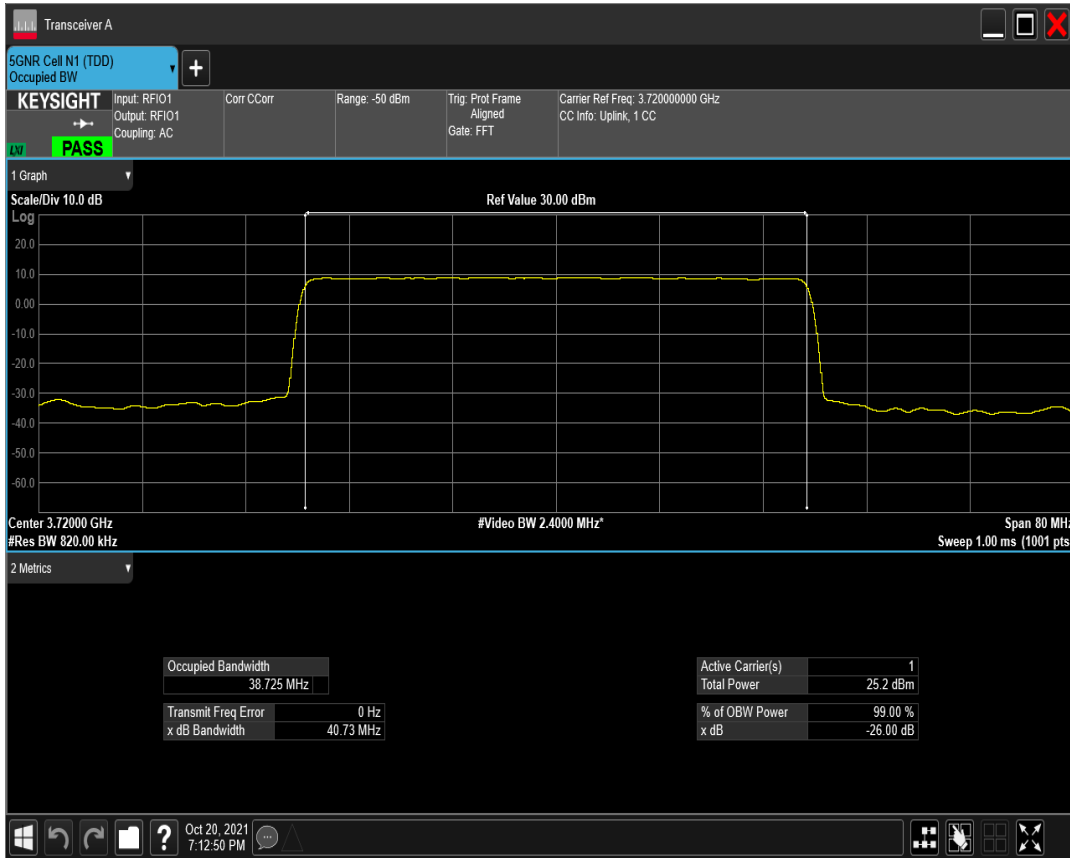 Transceiver A
5GNR Cell N1 (TDD)
Occupied BW
+
KEYSIGHT
LXI
PASS
Input: RFIO1
Output: RFIO1
Coupling: AC
Corr CCorr
Range: -50 dBm
Trig: Prot Frame
Aligned
Gate: FFT
Carrier Ref Freq: 3.720000000 GHz
CC Info: Uplink, 1 CC
1 Graph
Scale/Div 10.0 dB
Ref Value 30.00 dBm
Log
20.0
10.0
0.00
-10.0
-20.0
-30.0
-40.0
-50.0
-60.0
Center 3.72000 GHz
#Video BW 2.4000 MHz*
Span 80 MHz
#Res BW 820.00 kHz
Sweep 1.00 ms (1001 pts
2 Metrics
Occupied Bandwidth
38.725 MHz
Transmit Freq Error 0 Hz
x dB Bandwidth 40.73 MHz
Active Carrier(s) 1
Total Power 25.2 dBm
% of OBW Power 99.00 %
x dB -26.00 dB
?
Oct 20, 2021
7:12:50 PM